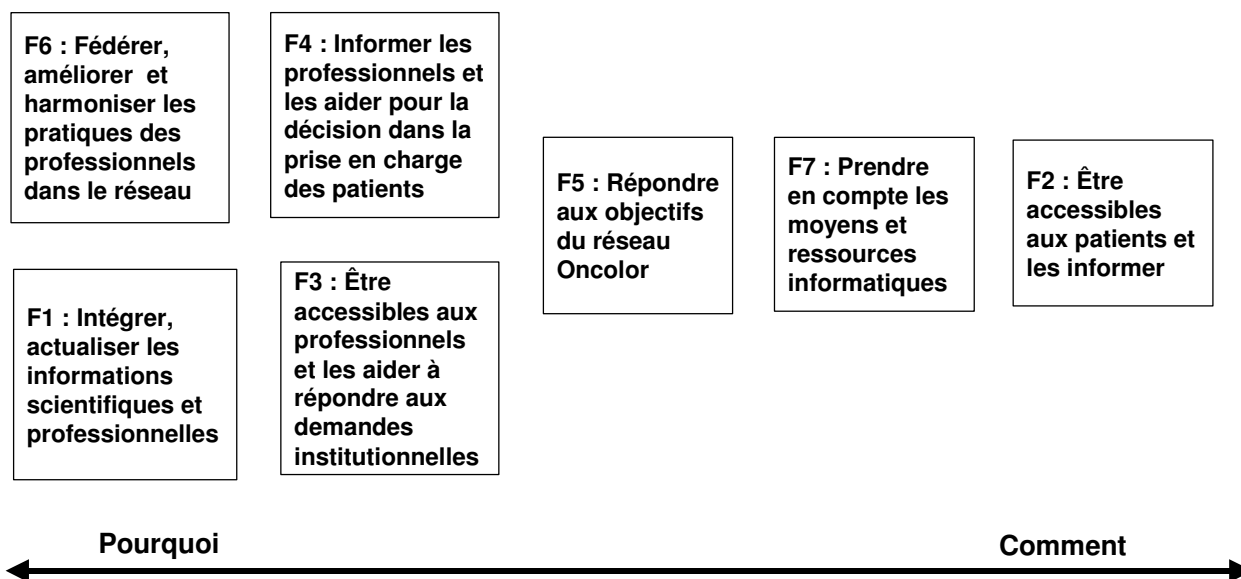 F6 : Fédérer,
améliorer et
harmoniser les
pratiques des
professionnels
dans le réseau
F4 : Informer les
professionnels et
les aider pour la
décision dans la
prise en charge
des patients
F5 : Répondre
aux objectifs
du réseau
Oncolor
F7 : Prendre
en compte les
moyens et
ressources
informatiques
F2 : Être
accessibles
aux patients et
les informer
F1 : Intégrer,
actualiser les
informations
scientifiques et
professionnelles
F3 : Être
accessibles aux
professionnels
et les aider à
répondre aux
demandes
institutionnelles
Pourquoi
Comment